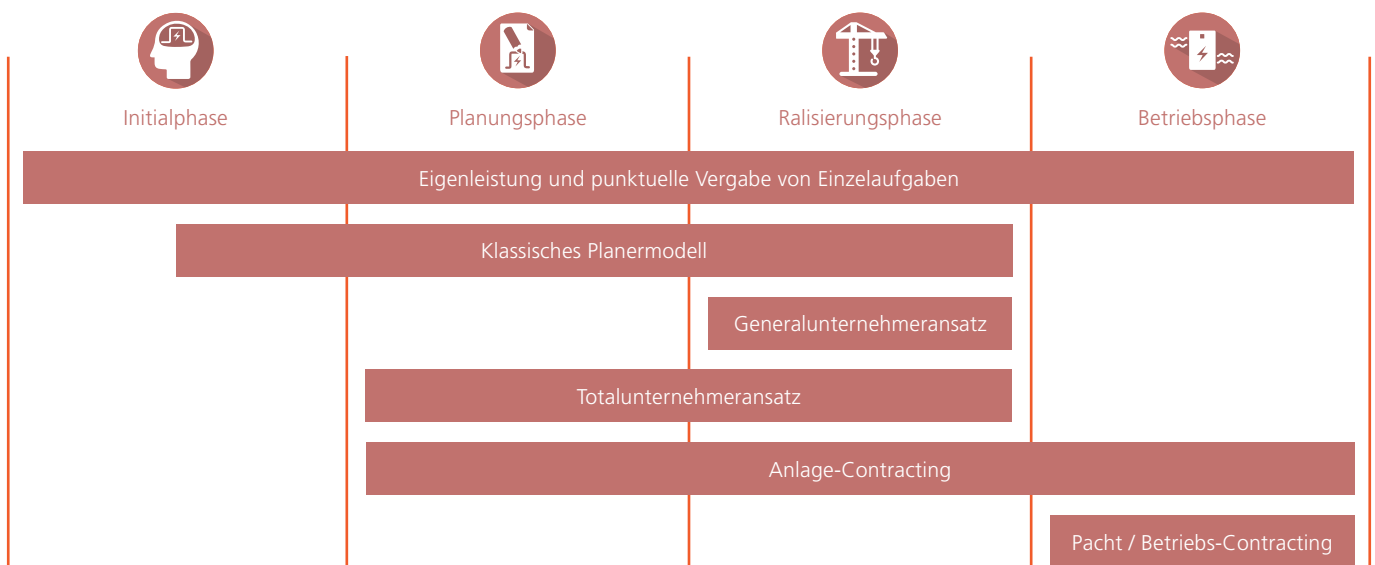 Initialphase
Planungsphase
Ralisierungsphase
Betriebsphase
Eigenleistung und punktuelle Vergabe von Einzelaufgaben
Klassisches Planermodell
Generalunternehmeransatz
Totalunternehmeransatz
Anlage-Contracting
Pacht / Betriebs-Contracting